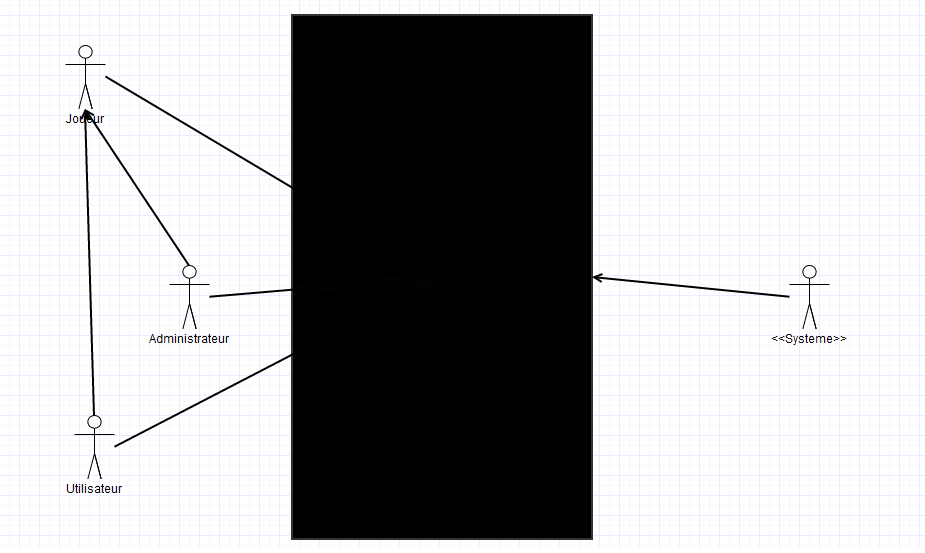 Joueur
Administrateur
<<Systeme>>
Utilisateur